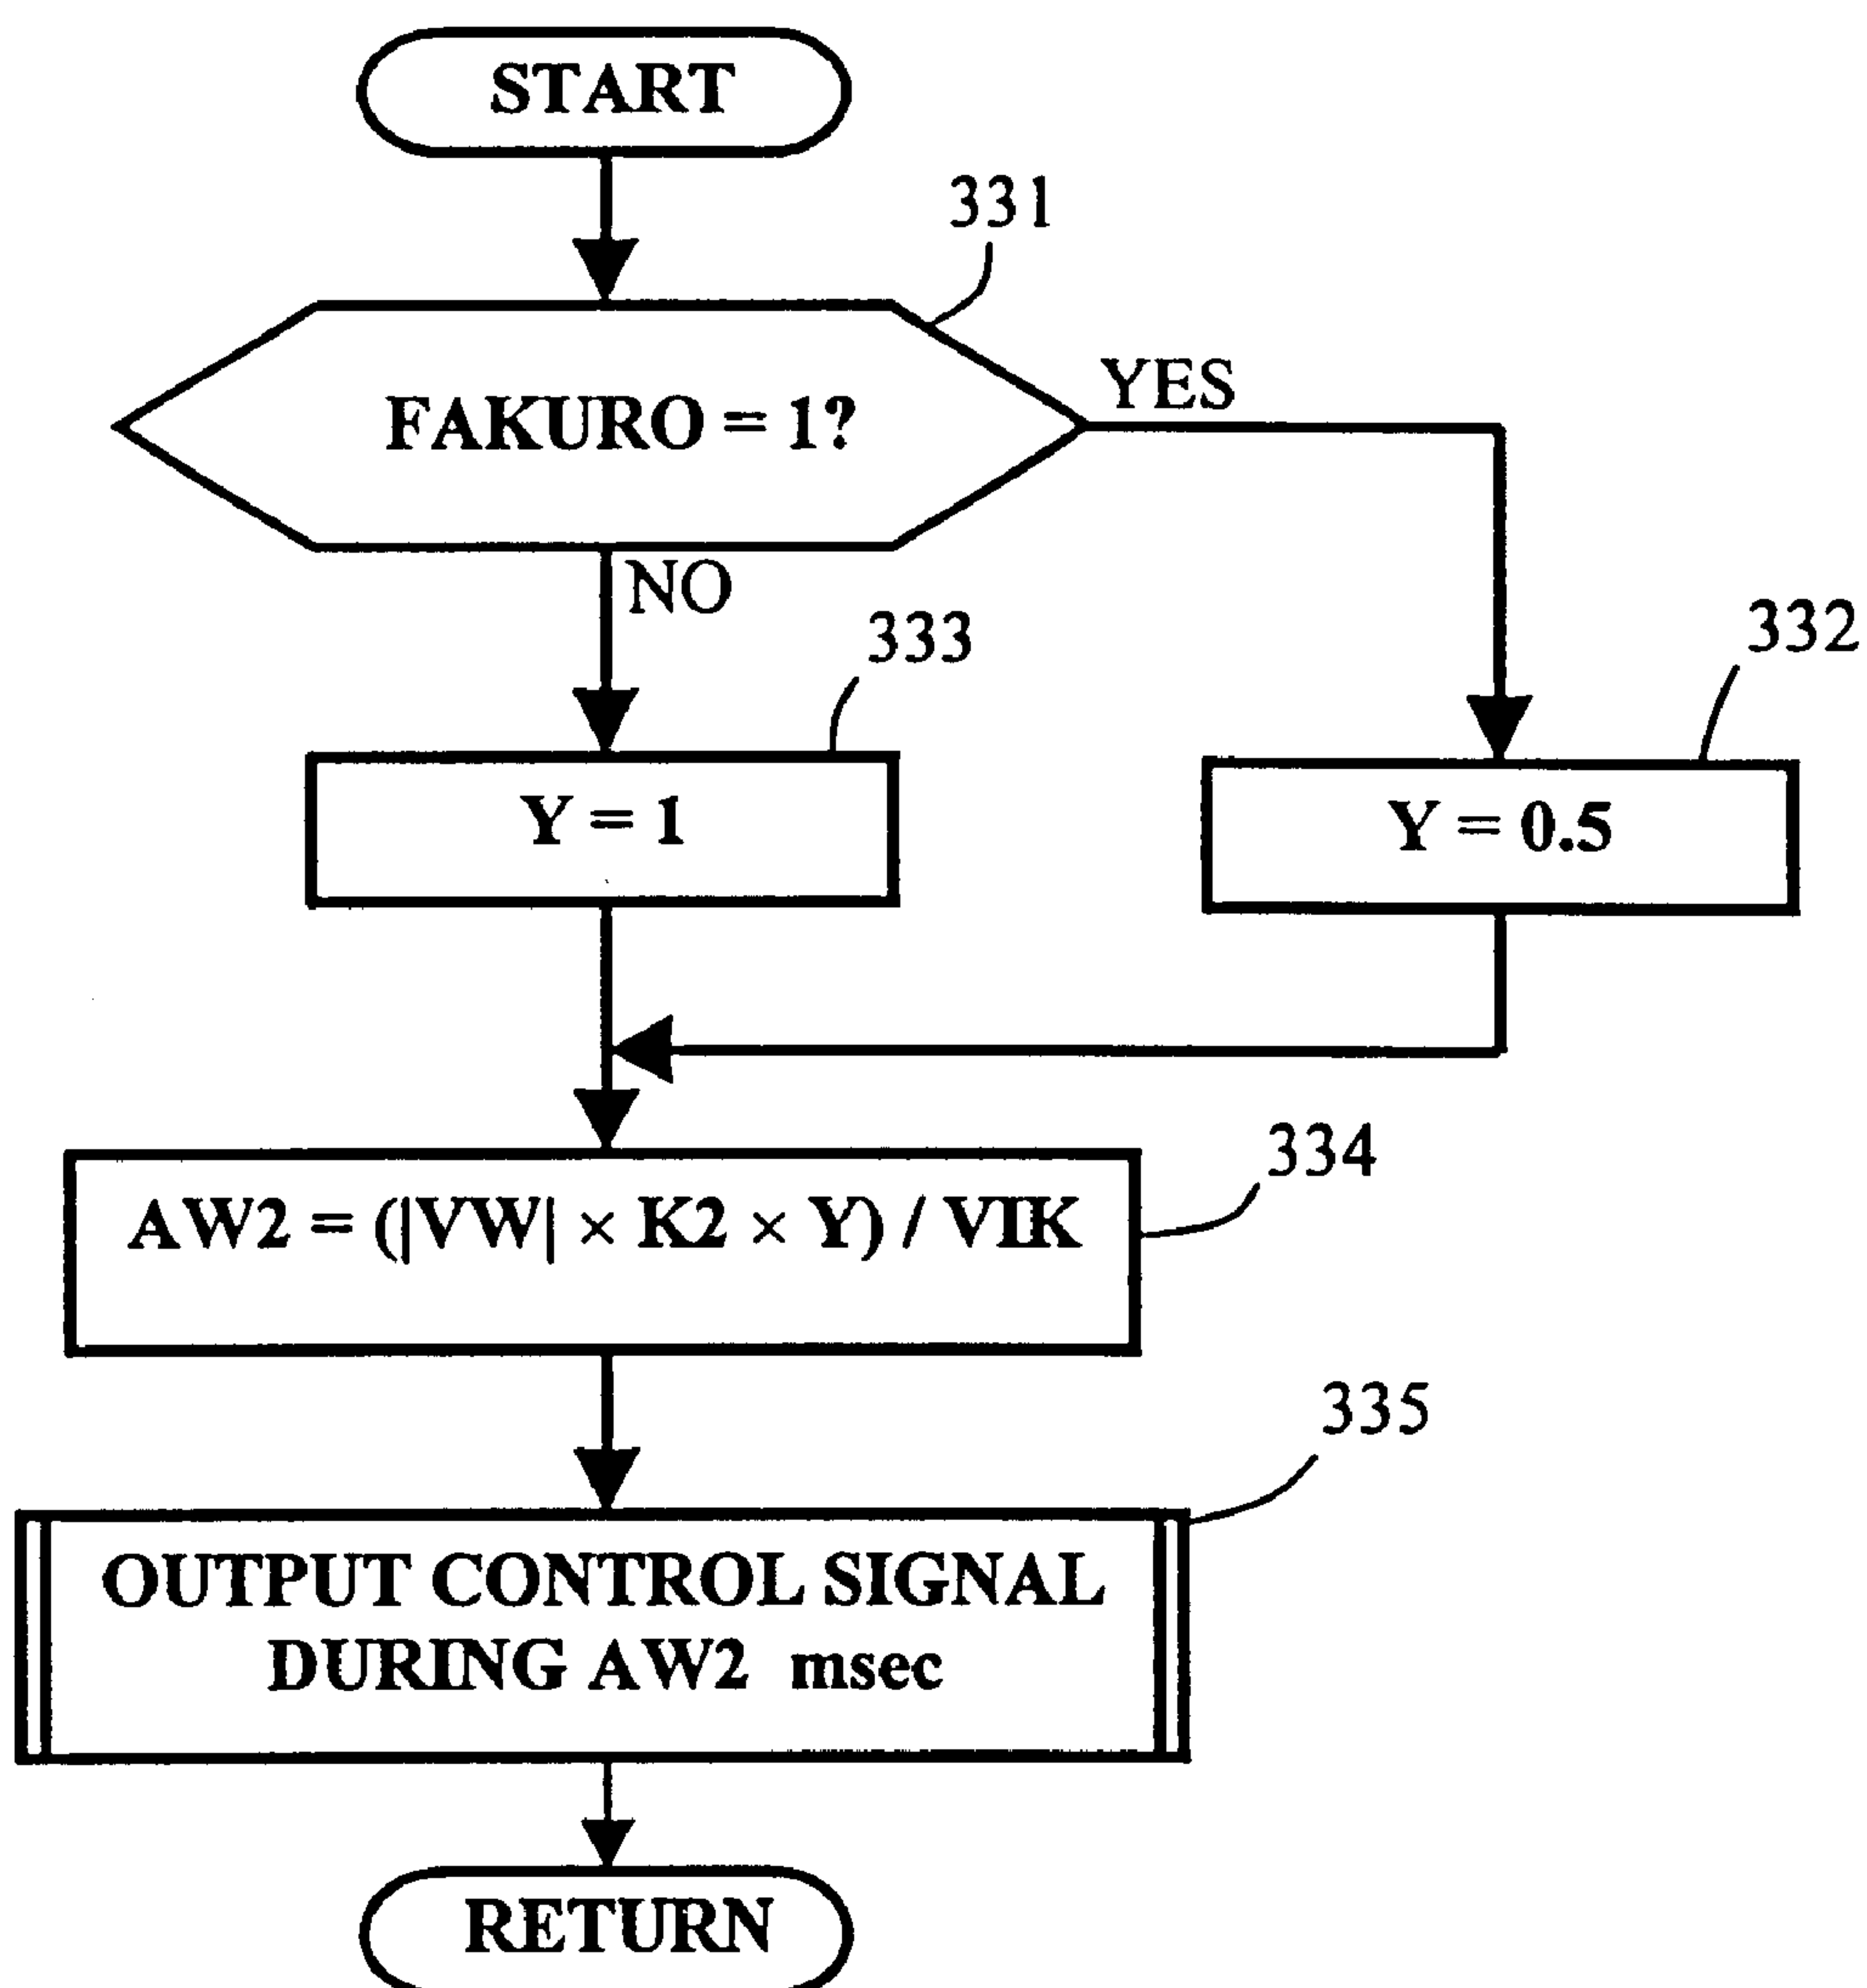 START
331
FAKURO = 1?
YES
NO
333
332
Y = 1
Y = 0.5
334
AW2 = (|VW| × K2 × Y) / VIK
335
OUTPUT CONTROL SIGNAL
DURING AW2 msec
RETURN